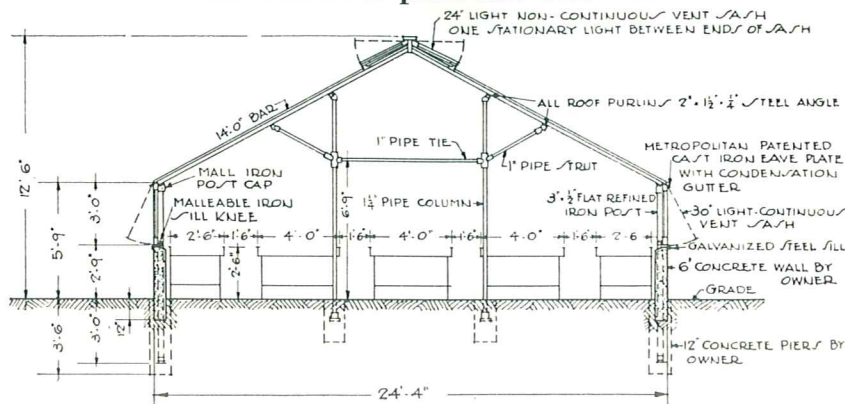 24" LIGHT NON-CONTINUOUS VENT SASH
ONE STATIONARY LIGHT BETWEEN ENDS OF SASH
14'-0" BAR
ALL ROOF PURLINS 2" • 1½" • ¼" STEEL ANGLE
1" PIPE TIE
1" PIPE STRUT
METROPOLITAN PATENTED
CAST IRON EAVE PLATE
WITH CONDENSATION
GUTTER
MALL IRON
POST CAP
MALLEABLE IRON
SILL KNEE
1¼" PIPE COLUMN
3" • ½" FLAT REFINED
IRON POST
30" LIGHT-CONTINUOUS
VENT SASH
GALVANIZED STEEL SILL
6" CONCRETE WALL BY
OWNER
GRADE
12" CONCRETE PIERS BY
OWNER
12'-6"
5'-9"
3'-0"
2'-9"
6'-9"
2'-6" 1'-6" 4'-0" 1'-6" 4'-0" 1'-6" 4'-0" 1'-6" 2'-6
2'-6"
3'-6"
3'-0"
12"
24'-4"